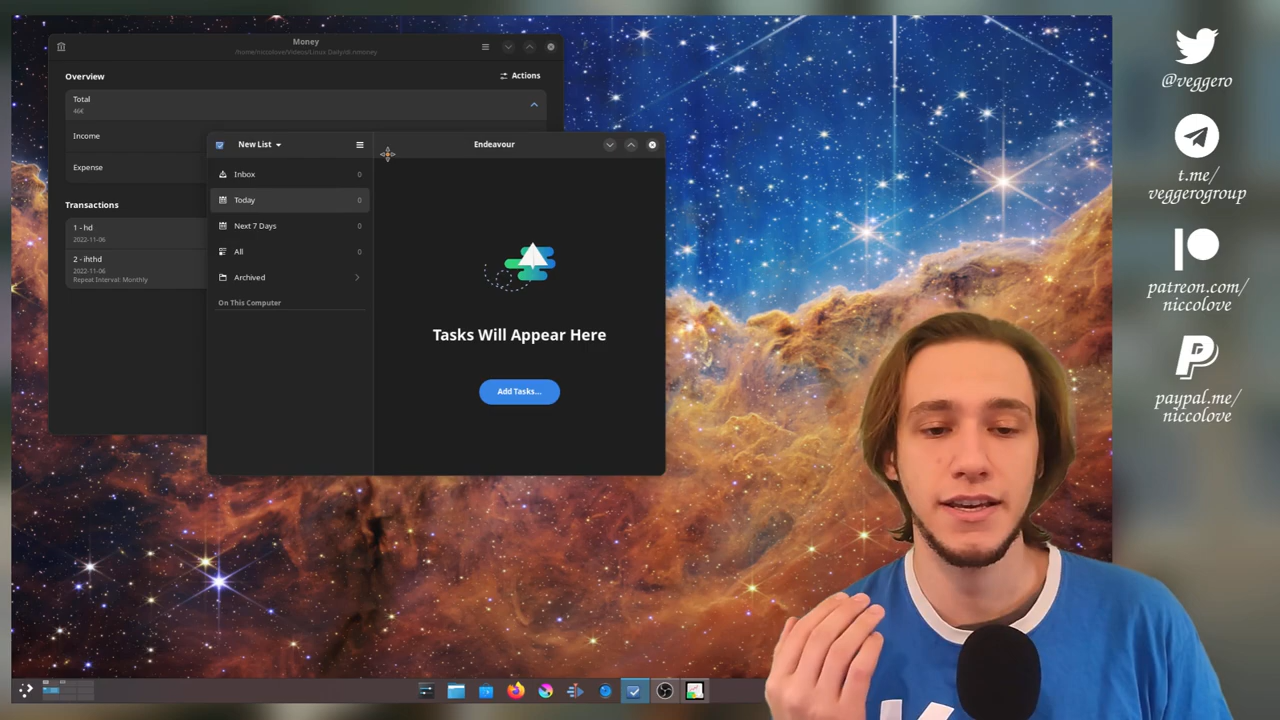 Money
Overview
Actions
Total
46€
Income
Expense
Transactions
1 - hd
2022-11-06
2 - ihthd
2022-11-06
Repeat Interval: Monthly
New List
Endeavour
Inbox 0
Today 0
Next 7 Days 0
All 0
Archived
On This Computer
Tasks Will Appear Here
Add Tasks...
@veggero
t.me/
veggerogroup
patreon.com/
niccolove
paypal.me/
niccolove